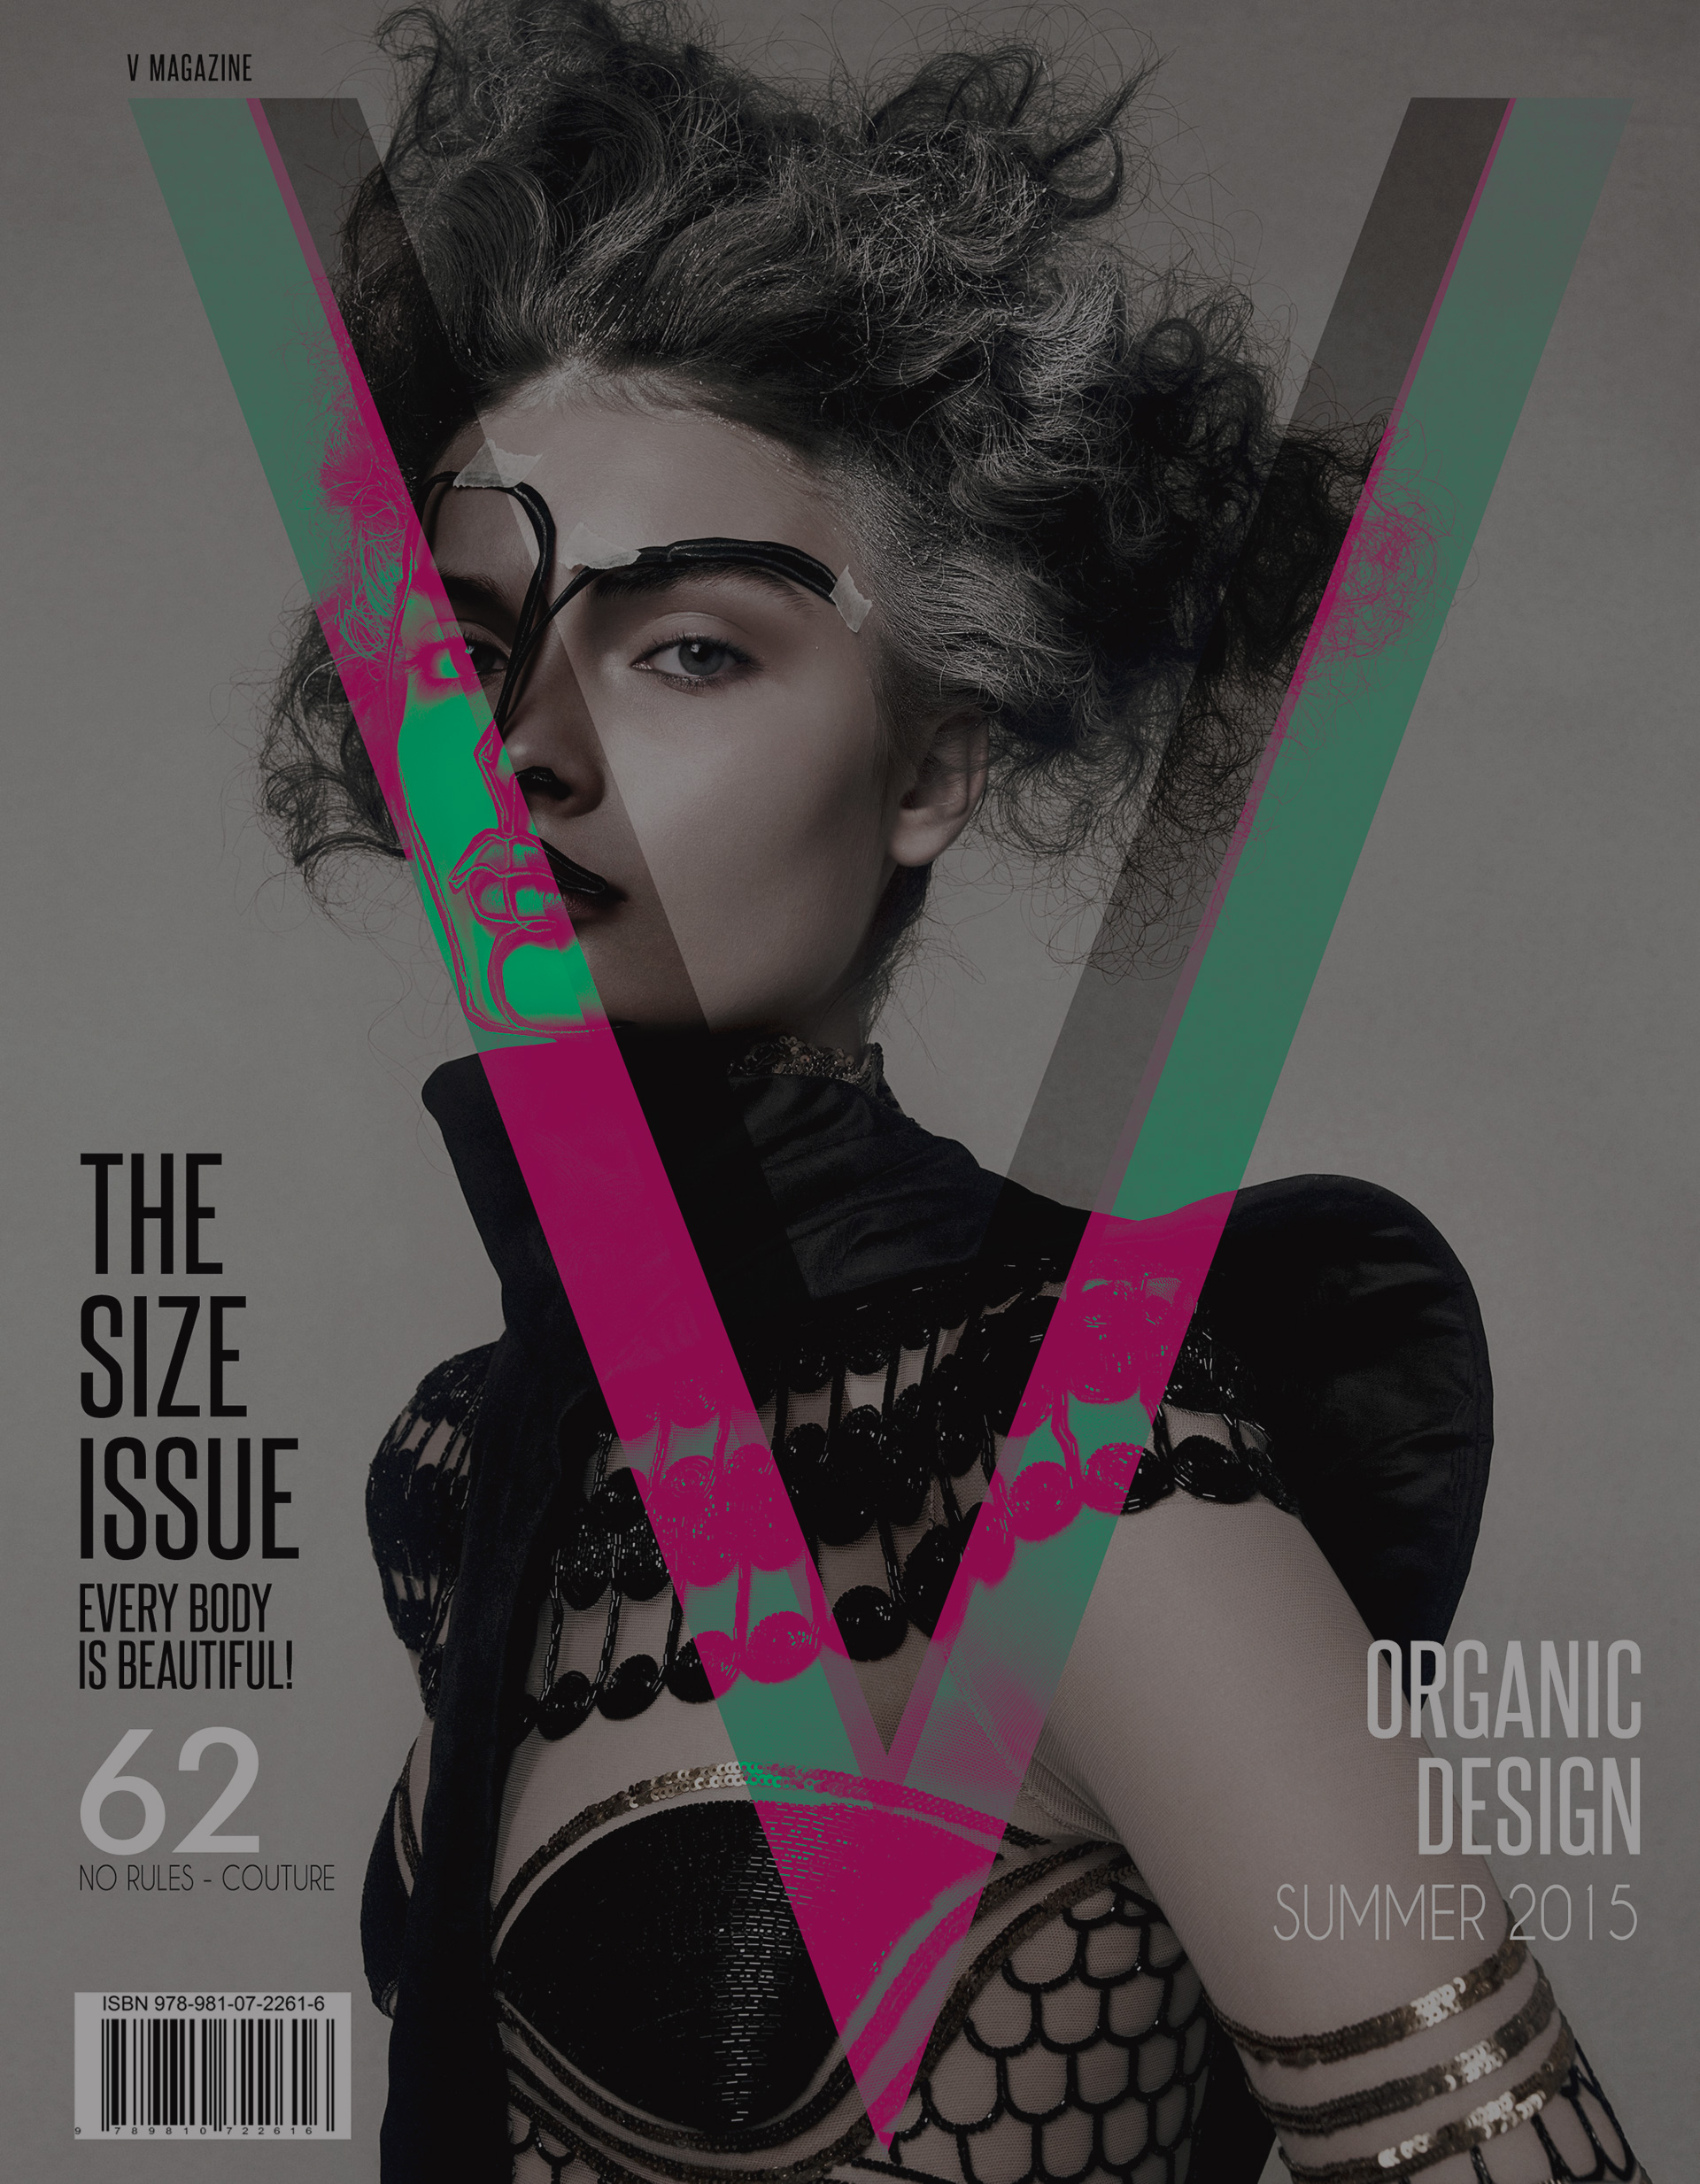 V MAGAZINE
V
THE
SIZE
ISSUE
EVERY BODY
IS BEAUTIFUL!
62
NO RULES - COUTURE
ORGANIC
DESIGN
SUMMER 2015
ISBN 978-981-07-2261-6
9 789810 722616